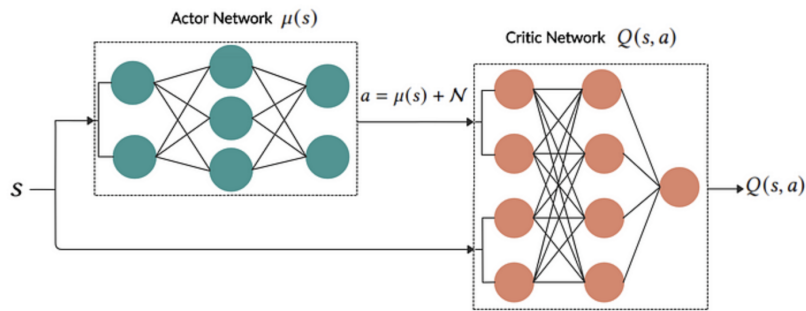 Actor Network μ(s)
Critic Network Q(s, a)
a = μ(s) + 𝒩
s
Q(s, a)